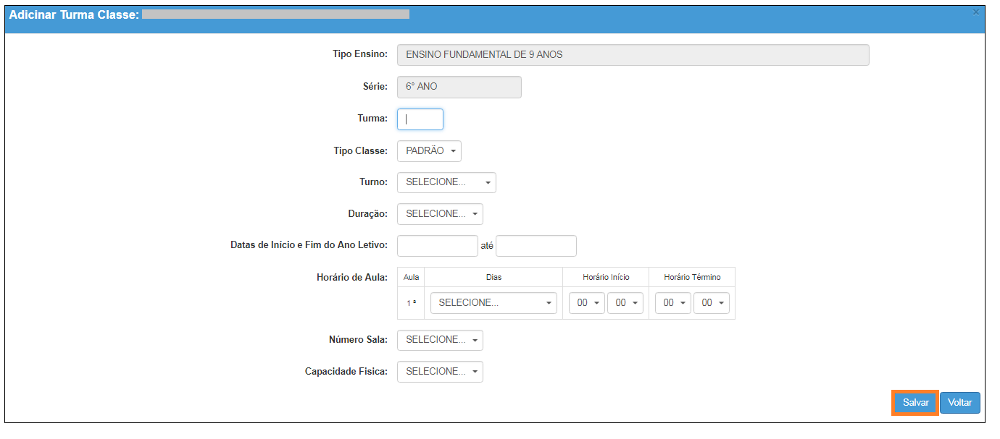 Adicinar Turma Classe: ×
Tipo Ensino: ENSINO FUNDAMENTAL DE 9 ANOS
Série: 6° ANO
Turma:
Tipo Classe: PADRÃO
Turno: SELECIONE...
Duração: SELECIONE...
Datas de Início e Fim do Ano Letivo: até
Horário de Aula: Aula Dias Horário Início Horário Término
1 ª SELECIONE... 00 00 00 00
Número Sala: SELECIONE...
Capacidade Fisica: SELECIONE...
Salvar Voltar